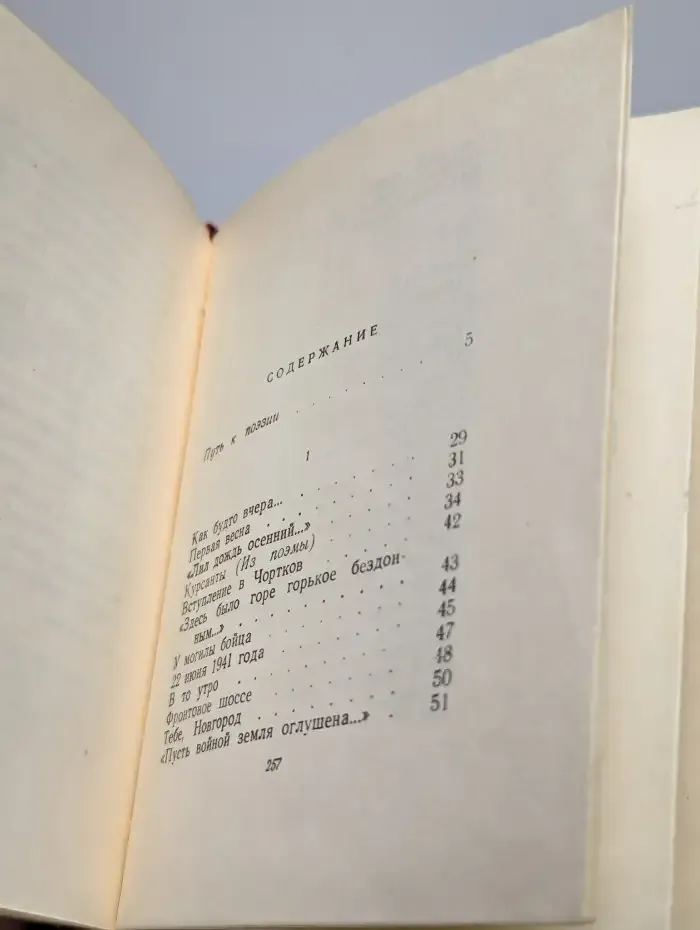 СОДЕРЖАНИЕ
Путь к поэзии . . . . . . . 5
1
Как будто вчера... . . . . . . 29
Первая весна . . . . . . . 31
«Лил дождь осенний...» . . . . . 33
Курсанты (Из поэмы) . . . . . 34
Вступление в Чортков . . . . . 42
«Здесь было горе горькое бездон-
ным...» . . . . . . . . 43
У могилы бойца . . . . . . 44
22 июня 1941 года . . . . . . 45
В то утро . . . . . . . . 47
Фронтовое шоссе . . . . . . 48
Тебе, Новгород . . . . . . 50
«Пусть войной земля оглушена...» . 51
257